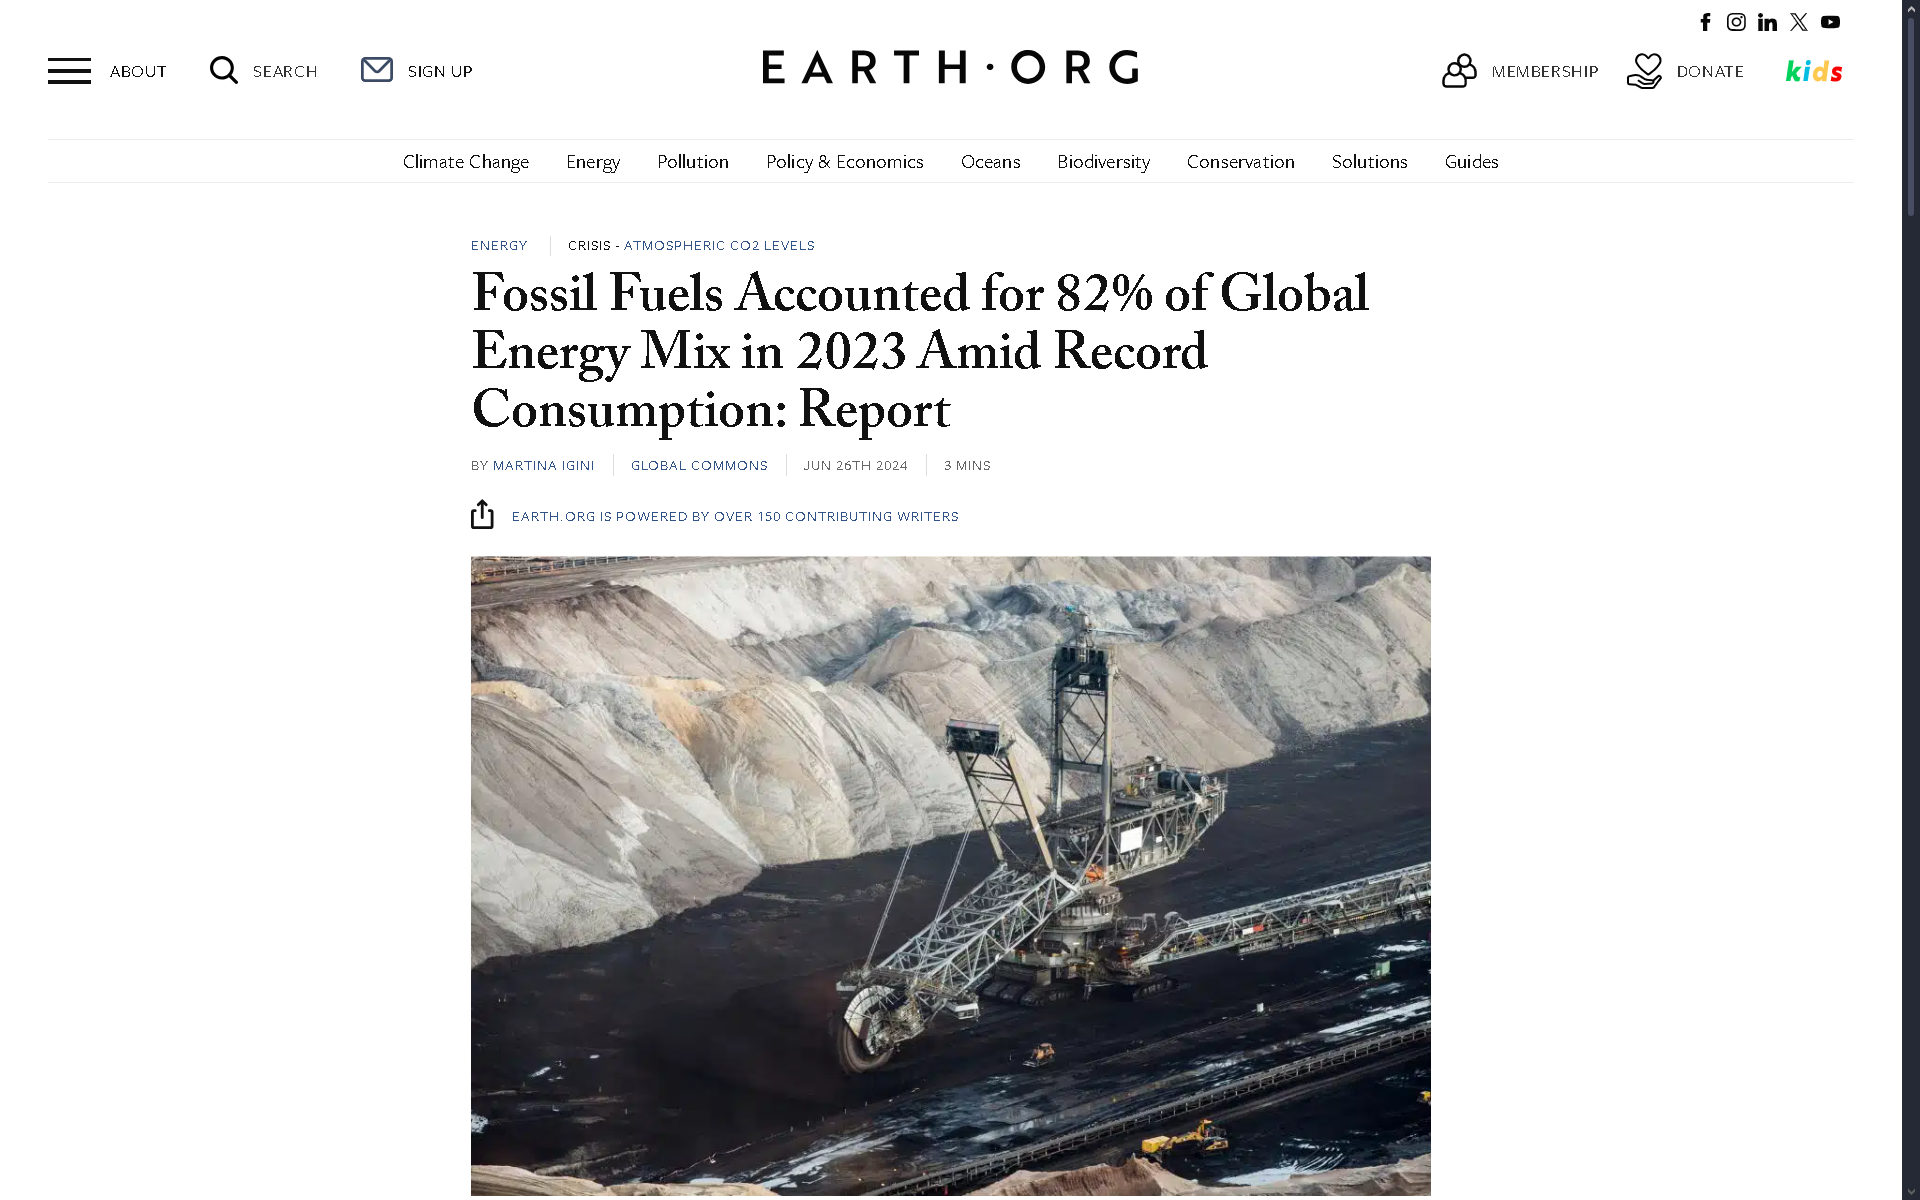 ABOUT
SEARCH
SIGN UP
EARTH·ORG
MEMBERSHIP
DONATE
kids
Climate Change
Energy
Pollution
Policy & Economics
Oceans
Biodiversity
Conservation
Solutions
Guides
ENERGY
CRISIS - ATMOSPHERIC CO2 LEVELS
Fossil Fuels Accounted for 82% of Global
Energy Mix in 2023 Amid Record
Consumption: Report
BY MARTINA IGINI
GLOBAL COMMONS
JUN 26TH 2024
3 MINS
EARTH.ORG IS POWERED BY OVER 150 CONTRIBUTING WRITERS